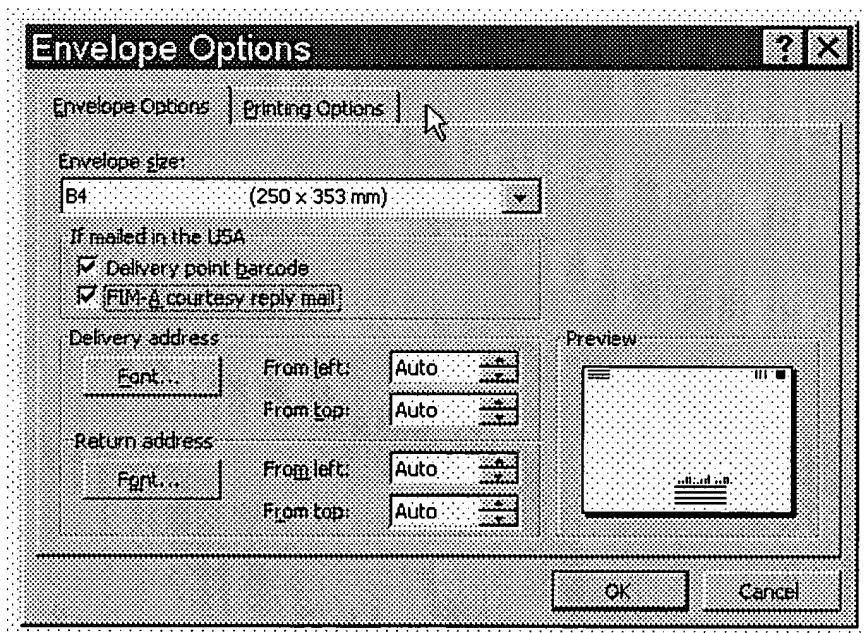 Envelope Options
? X
Envelope Options Printing Options
Envelope size:
B4 (250 x 353 mm)
If mailed in the USA
Delivery point barcode
FIM-A courtesy reply mail
Delivery address
Font...
From left: Auto
From top: Auto
Return address
Font...
From left: Auto
From top: Auto
Preview
OK Cancel